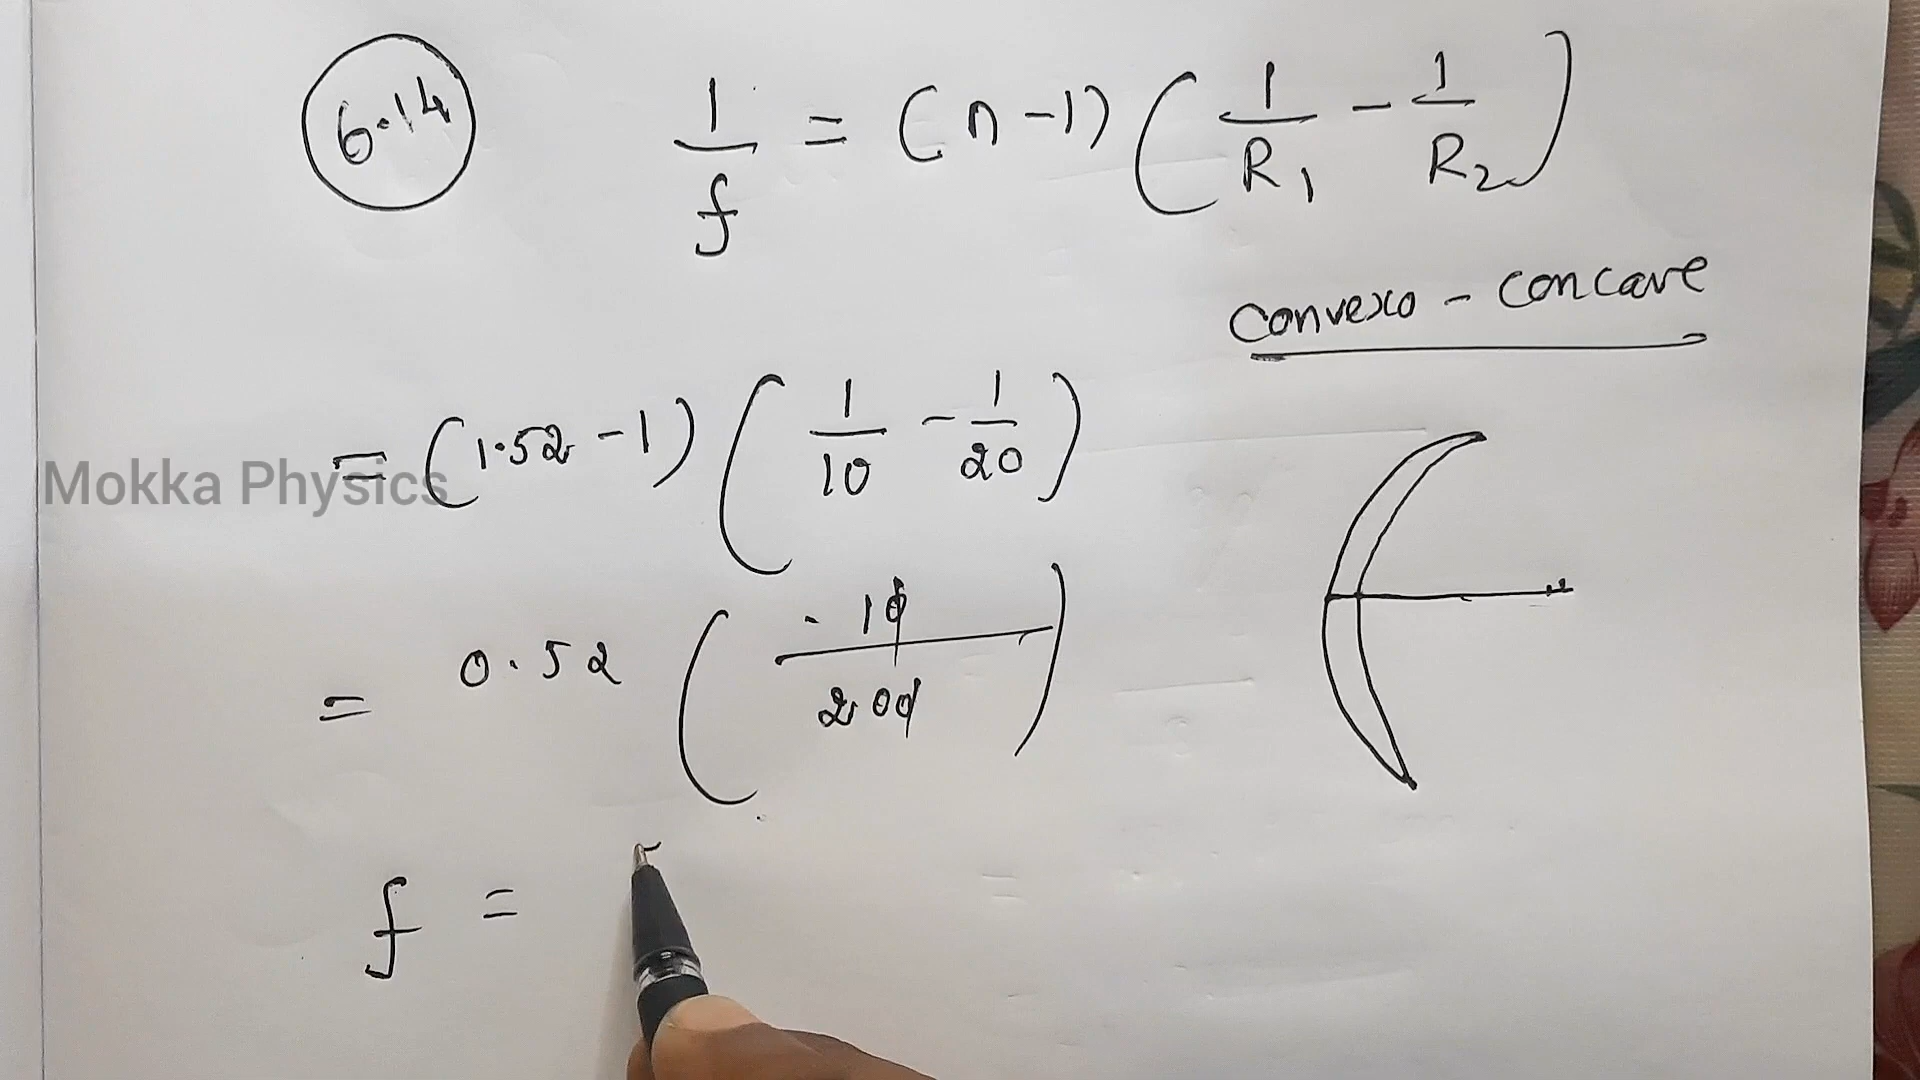 6.14
1/f = (n-1) (1/R₁ - 1/R₂)
convexo - concave
= (1.52 - 1) (1/10 - 1/20)
Mokka Physics
= 0.52 (-10/200)
f =